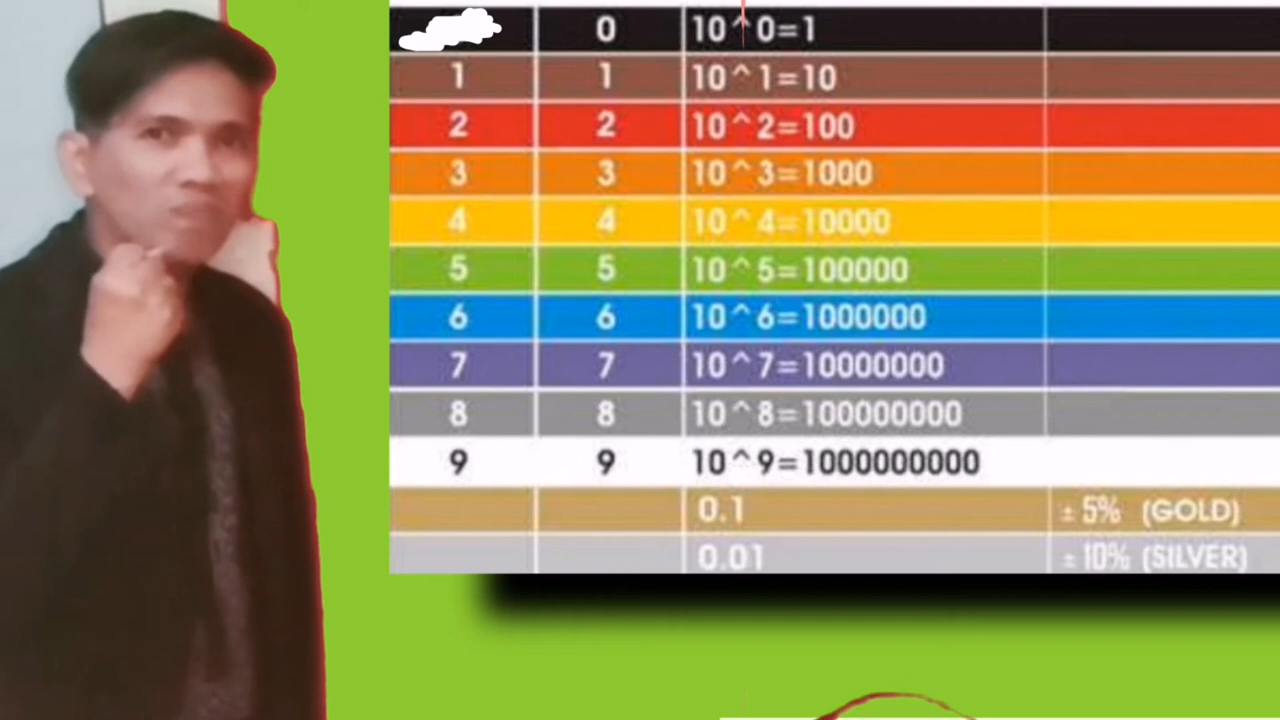 0 10^0=1
1 1 10^1=10
2 2 10^2=100
3 3 10^3=1000
4 4 10^4=10000
5 5 10^5=100000
6 6 10^6=1000000
7 7 10^7=10000000
8 8 10^8=100000000
9 9 10^9=1000000000
0.1 ± 5% (GOLD)
0.01 ± 10% (SILVER)